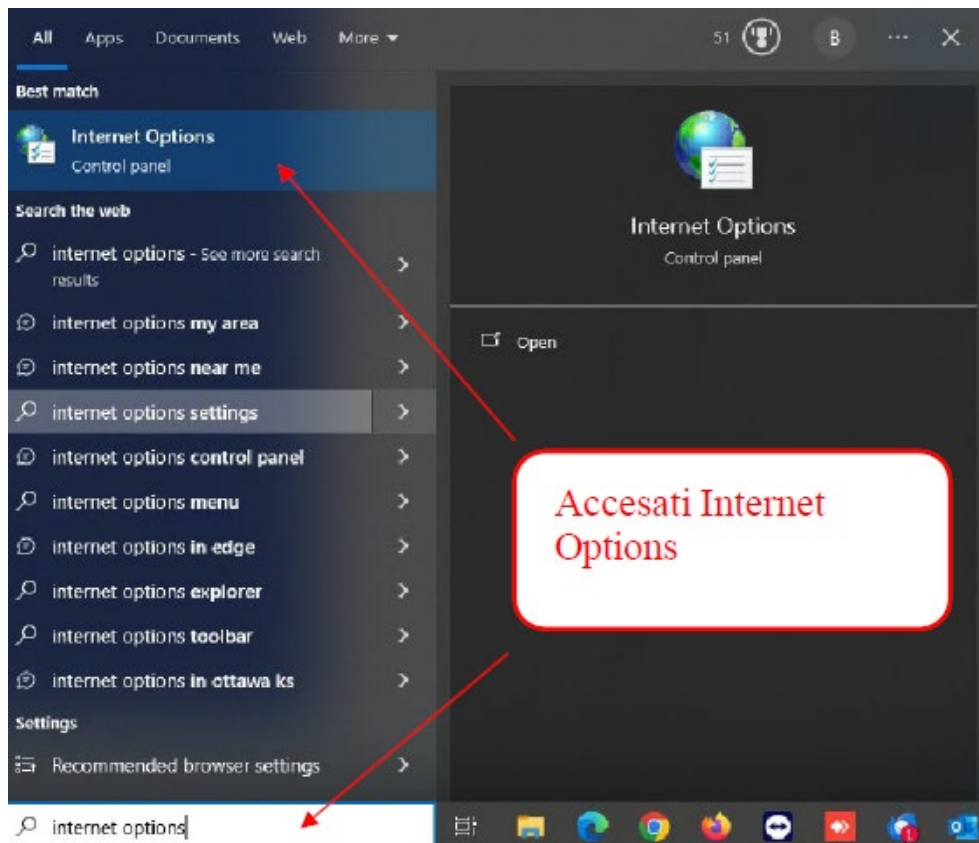 All Apps Documents Web More 51 B ...
Best match
Internet Options
Control panel
Search the web
internet options - See more search
results
internet options my area
internet options near me
internet options settings
internet options control panel
internet options menu
internet options in edge
internet options explorer
internet options toolbar
internet options in ottawa ks
Settings
Recommended browser settings
internet options
Internet Options
Control panel
Open
Accesati Internet
Options
1